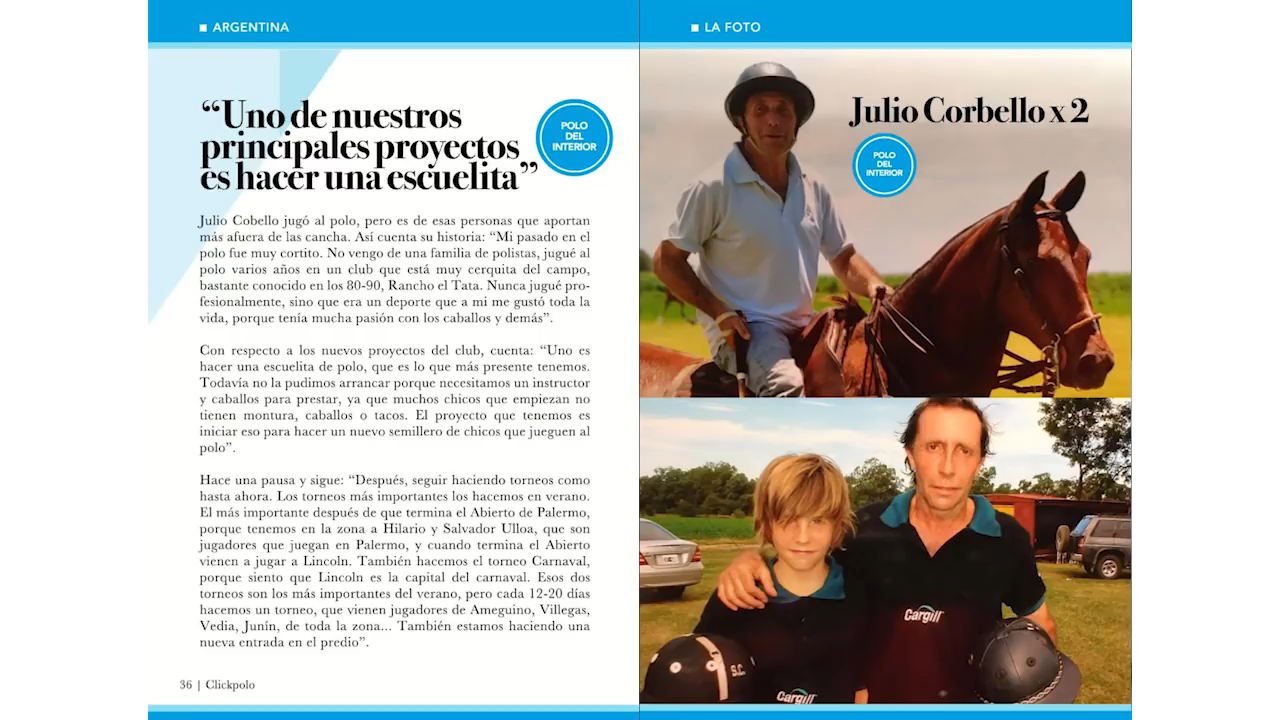 ARGENTINA
“Uno de nuestros
principales proyectos
es hacer una escuelita”
POLO
DEL
INTERIOR
Julio Cobello jugó al polo, pero es de esas personas que aportan
más afuera de las cancha. Así cuenta su historia: “Mi pasado en el
polo fue muy cortito. No vengo de una familia de polistas, jugué al
polo varios años en un club que está muy cerquita del campo,
bastante conocido en los 80-90, Rancho el Tata. Nunca jugué pro-
fesionalmente, sino que era un deporte que a mi me gustó toda la
vida, porque tenía mucha pasión con los caballos y demás”.
Con respecto a los nuevos proyectos del club, cuenta: “Uno es
hacer una escuelita de polo, que es lo que más presente tenemos.
Todavía no la pudimos arrancar porque necesitamos un instructor
y caballos para prestar, ya que muchos chicos que empiezan no
tienen montura, caballos o tacos. El proyecto que tenemos es
iniciar eso para hacer un nuevo semillero de chicos que jueguen al
polo”.
Hace una pausa y sigue: “Después, seguir haciendo torneos como
hasta ahora. Los torneos más importantes los hacemos en verano.
El más importante después de que termina el Abierto de Palermo,
porque tenemos en la zona a Hilario y Salvador Ulloa, que son
jugadores que juegan en Palermo, y cuando termina el Abierto
vienen a jugar a Lincoln. También hacemos el torneo Carnaval,
porque siento que Lincoln es la capital del carnaval. Esos dos
torneos son los más importantes del verano, pero cada 12-20 días
hacemos un torneo, que vienen jugadores de Ameguino, Villegas,
Vedia, Junín, de toda la zona... También estamos haciendo una
nueva entrada en el predio”.
36 | Clickpolo
LA FOTO
Julio Corbello x 2
POLO
DEL
INTERIOR
Cargill
S.C.
Cargill